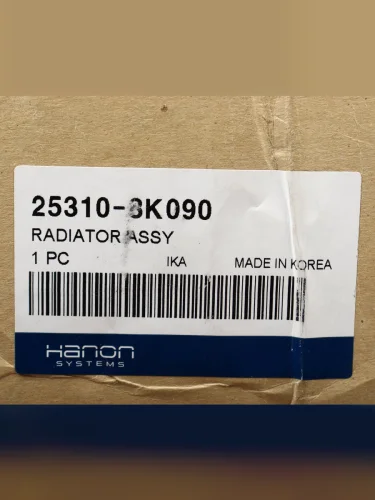 25310-3K090
RADIATOR ASSY
1 PC IKA MADE IN KOREA
Hanon
SYSTEMS